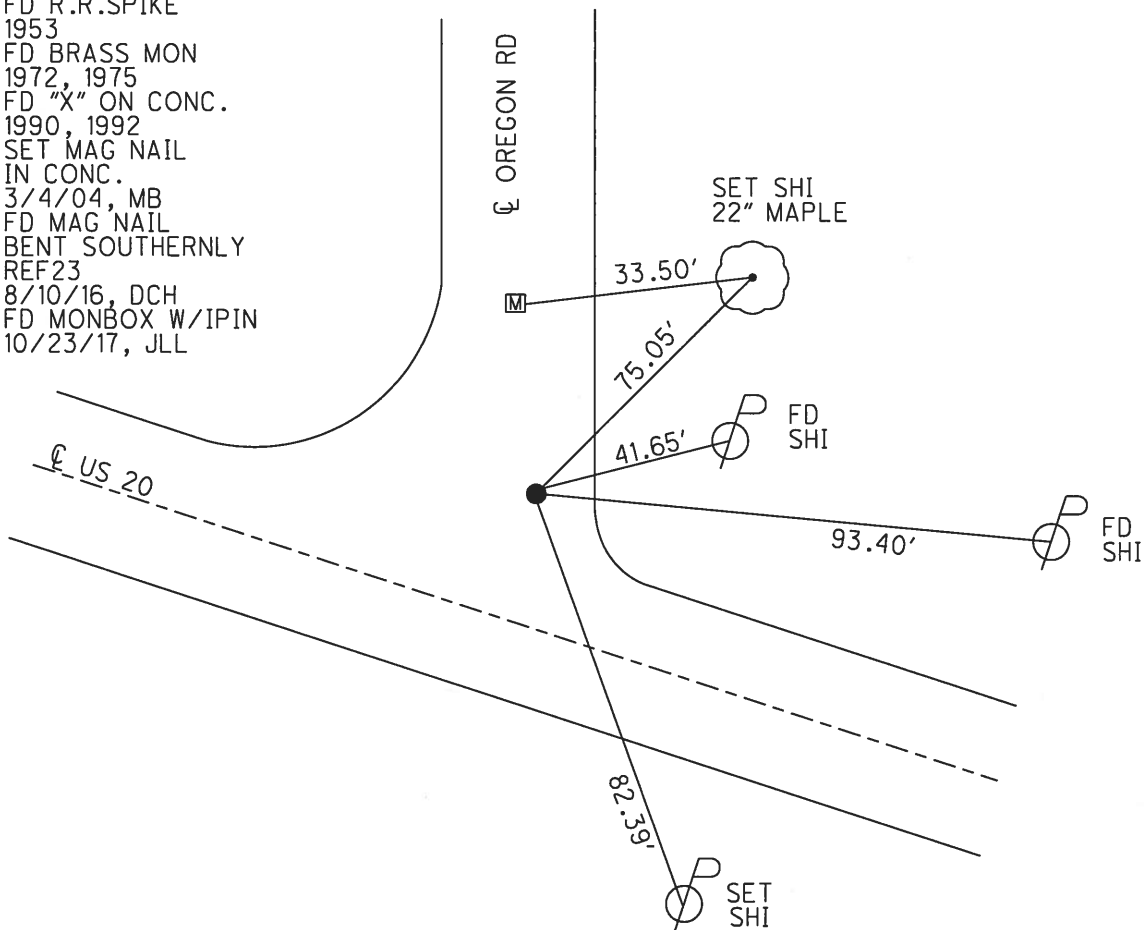 FD R.R.SPIKE
1953
FD BRASS MON
1972, 1975
FD "X" ON CONC.
1990, 1992
SET MAG NAIL
IN CONC.
3/4/04, MB
FD MAG NAIL
BENT SOUTHERNLY
REF23
8/10/16, DCH
FD MONBOX W/IPIN
10/23/17, JLL
℄ OREGON RD
SET SHI
22" MAPLE
33.50'
M
75.05'
41.65'
FD
SHI
℄ US 20
93.40'
FD
SHI
82.39'
SET
SHI